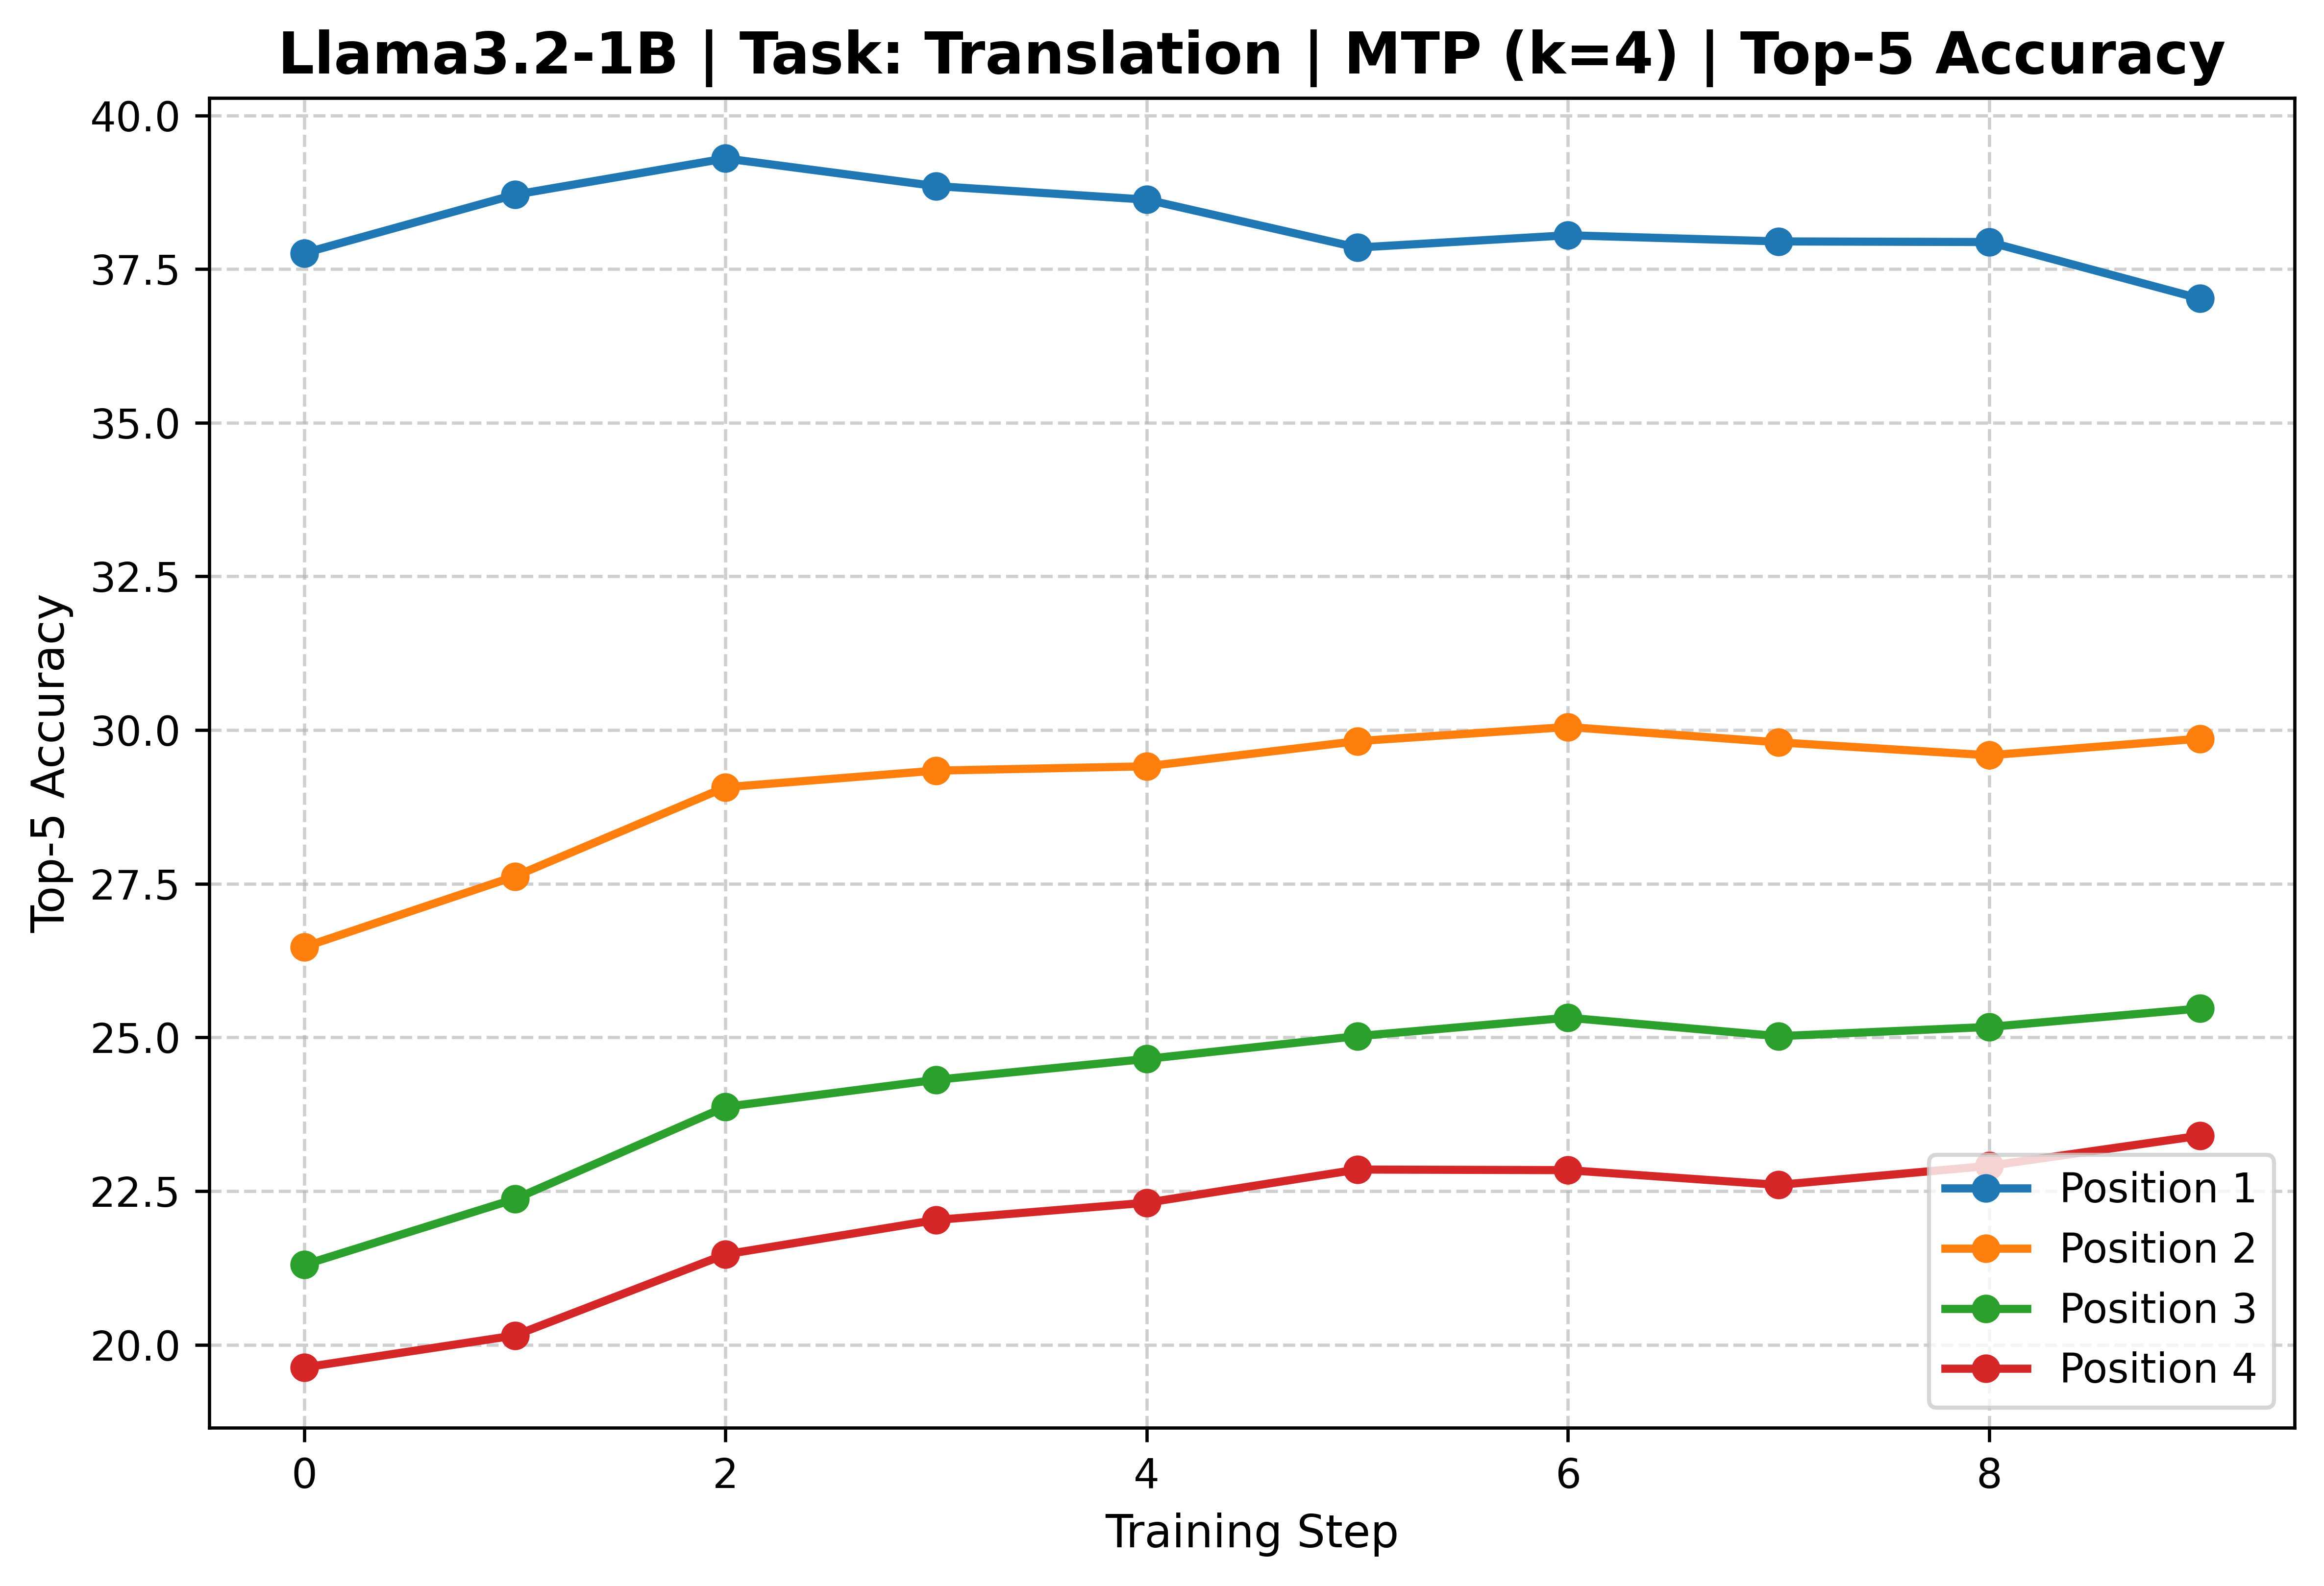 Llama3.2-1B | Task: Translation | MTP (k=4) | Top-5 Accuracy
Top-5 Accuracy
40.0
37.5
35.0
32.5
30.0
27.5
25.0
22.5
20.0
Position 1
Position 2
Position 3
Position 4
0 2 4 6 8
Training Step